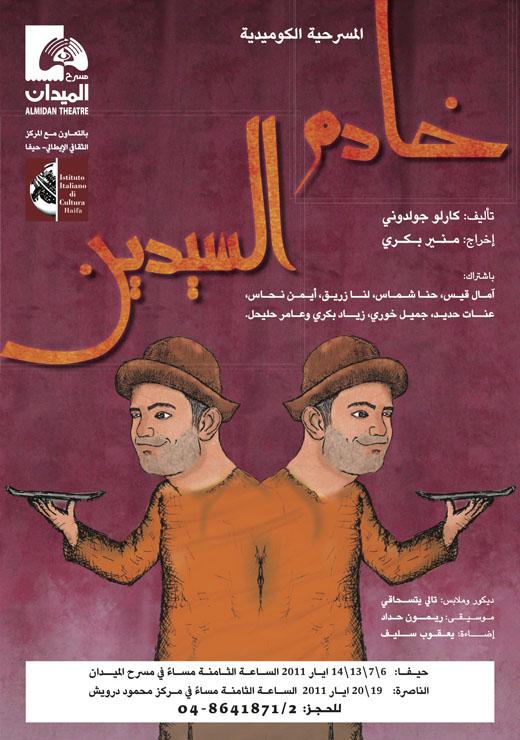 المسرحية الكوميدية
خادم
السيدين
مسرح
الميدان
ALMIDAN THEATRE
بالتعاون مع المركز
الثقافي الإيطالي- حيفا
Istituto
Italiano
di
Cultura
Haifa
تأليف: كارلو جولدوني
إخراج: منير بكري
باشتراك:
آمال قيس، حنا شماس، لنا زريق، أيمن نحاس،
عنات حديد، جميل خوري، زياد بكري وعامر حليحل.
ديكور وملابس: تالي يتسحاقي
موسيقى: ريمون حداد
إضاءة: يعقوب سليف
حيفا: 6\7\13\14 ايار 2011 الساعة الثامنة مساءً في مسرح الميدان
الناصرة: 19\20 ايار 2011 الساعة الثامنة مساءً في مركز محمود درويش
للحجز: 04-8641871/2